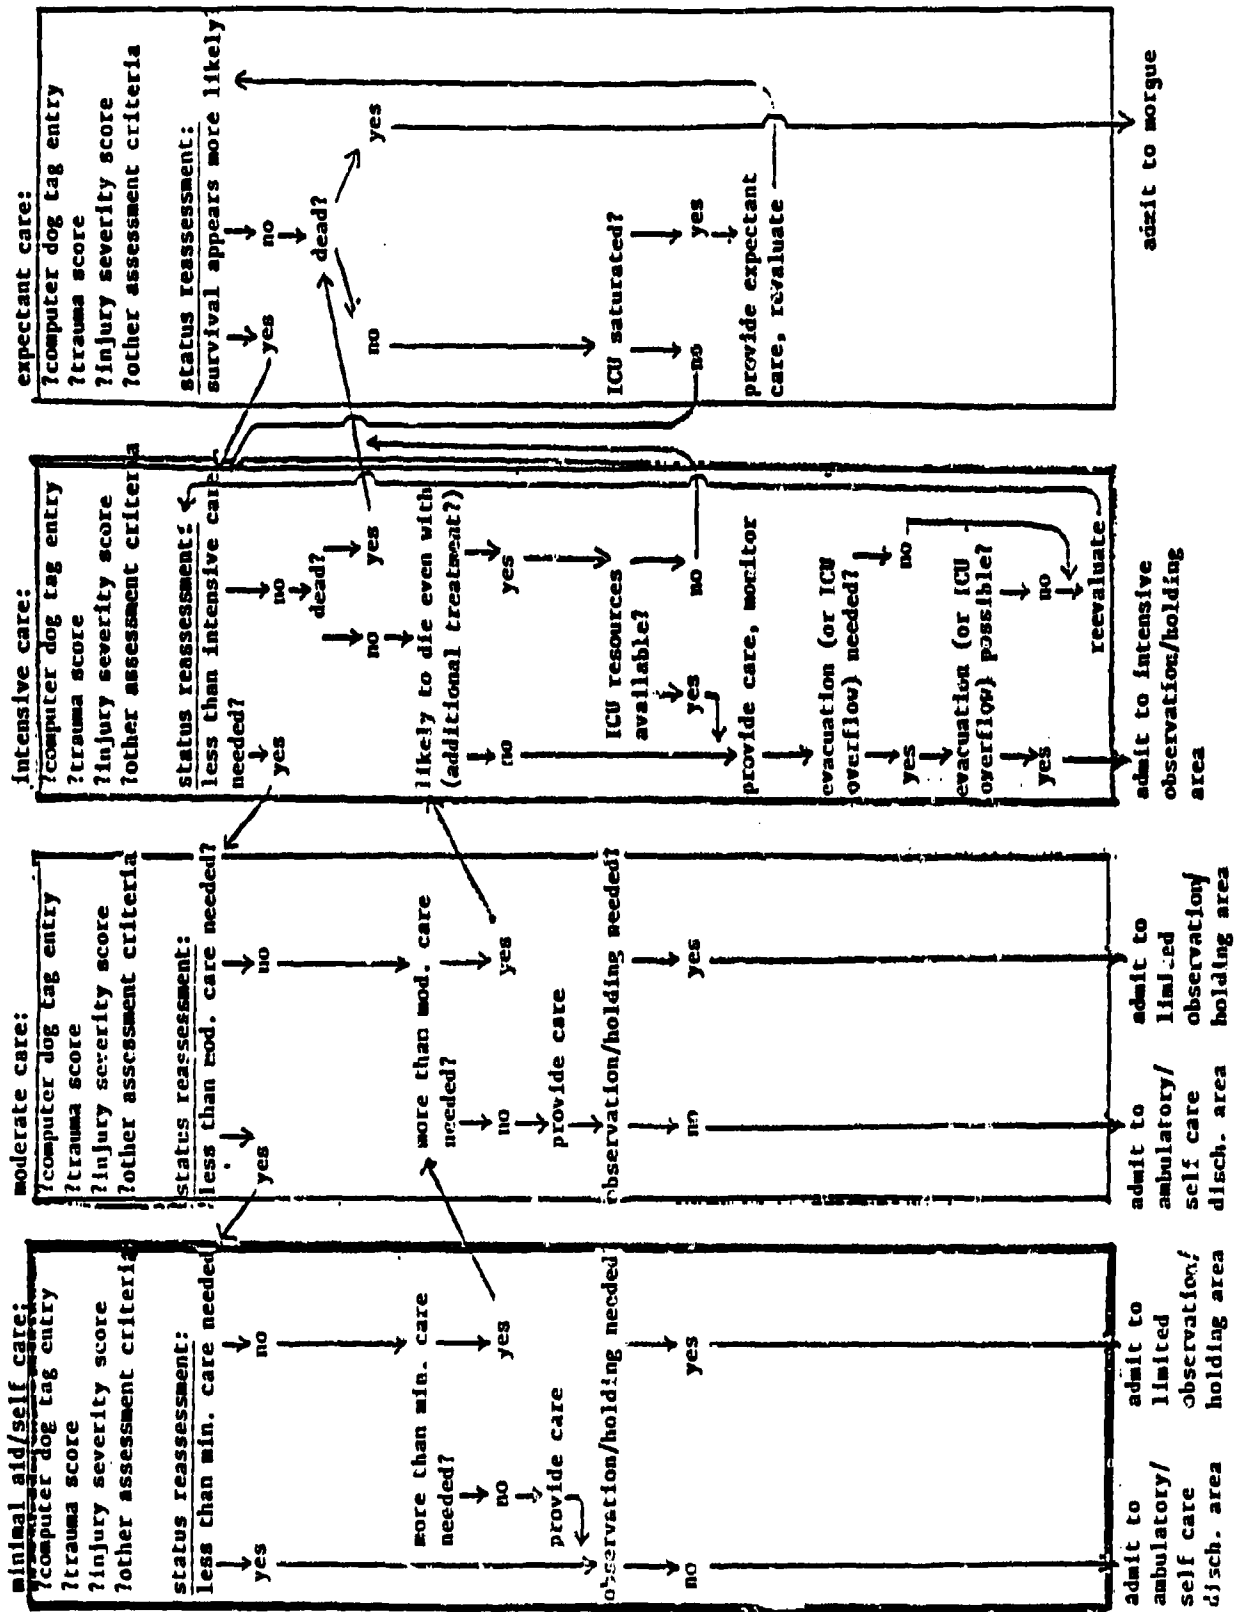 minimal aid/self care:
?computer dog tag entry
?trauma score
?injury severity score
?other assessment criteria
status reassessment:
less than min. care needed
yes
no
more than min. care
needed?
no
yes
provide care
observation/holding needed
no
yes
admit to
ambulatory/
self care
disch. area
admit to
limited
observation/
holding area
moderate care:
?computer dog tag entry
?trauma score
?injury severity score
?other assessment criteria
status reassessment:
less than mod. care needed?
yes
no
more than mod. care
needed?
no
yes
provide care
observation/holding needed?
no
yes
admit to
ambulatory/
self care
disch. area
admit to
limited
observation/
holding area
intensive care:
?computer dog tag entry
?trauma score
?injury severity score
?other assessment criteria
status reassessment:
less than intensive care
needed?
yes
no
dead?
no
yes
likely to die even with
(additional treatment?)
no
yes
ICU resources
available?
yes
no
provide care, monitor
evacuation (or ICU
overflow) needed?
yes
no
evacuation (or ICU
overflow) possible?
yes
no
reevaluate
admit to intensive
observation/holding
area
expectant care:
?computer dog tag entry
?trauma score
?injury severity score
?other assessment criteria
status reassessment:
survival appears more likely
yes
no
dead?
no
yes
ICU saturated?
no
yes
provide expectant
care, revaluate
admit to morgue